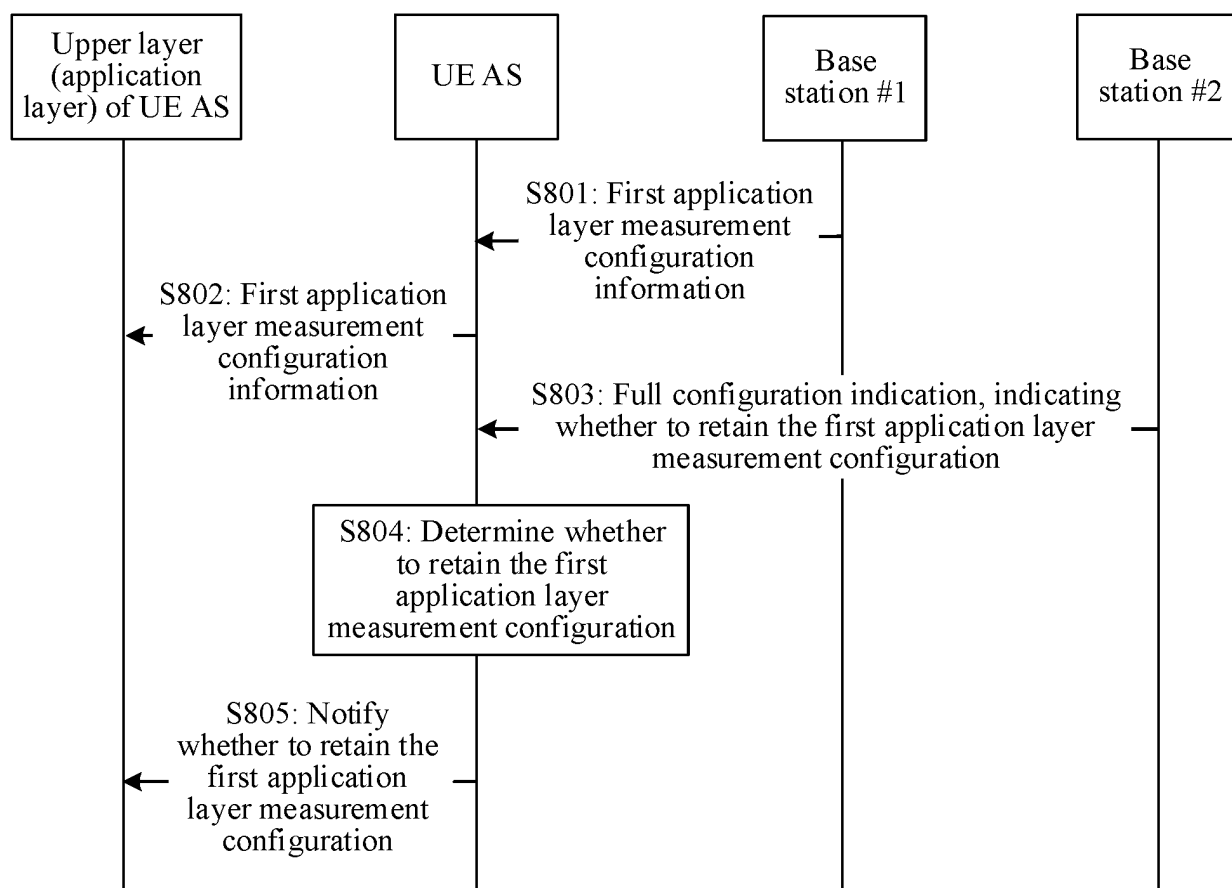 Upper layer
(application
layer) of UE AS
UE AS
Base
station #1
Base
station #2
S801: First application
layer measurement
configuration
information
S802: First application
layer measurement
configuration
information
S803: Full configuration indication, indicating
whether to retain the first application layer
measurement configuration
S804: Determine whether
to retain the first
application layer
measurement configuration
S805: Notify
whether to retain the
first application
layer measurement
configuration